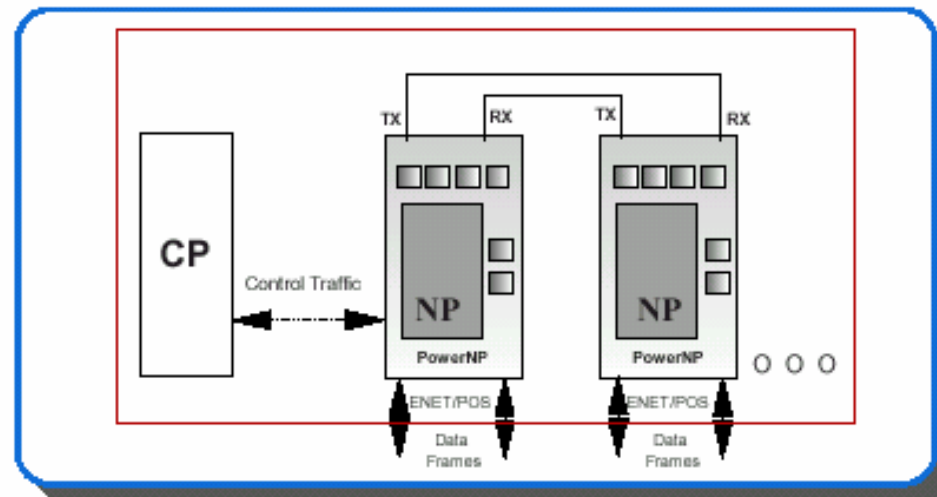 TX RX TX RX
CP
Control Traffic
NP NP
PowerNP PowerNP
O O O
ENET/POS ENET/POS
Data Data
Frames Frames